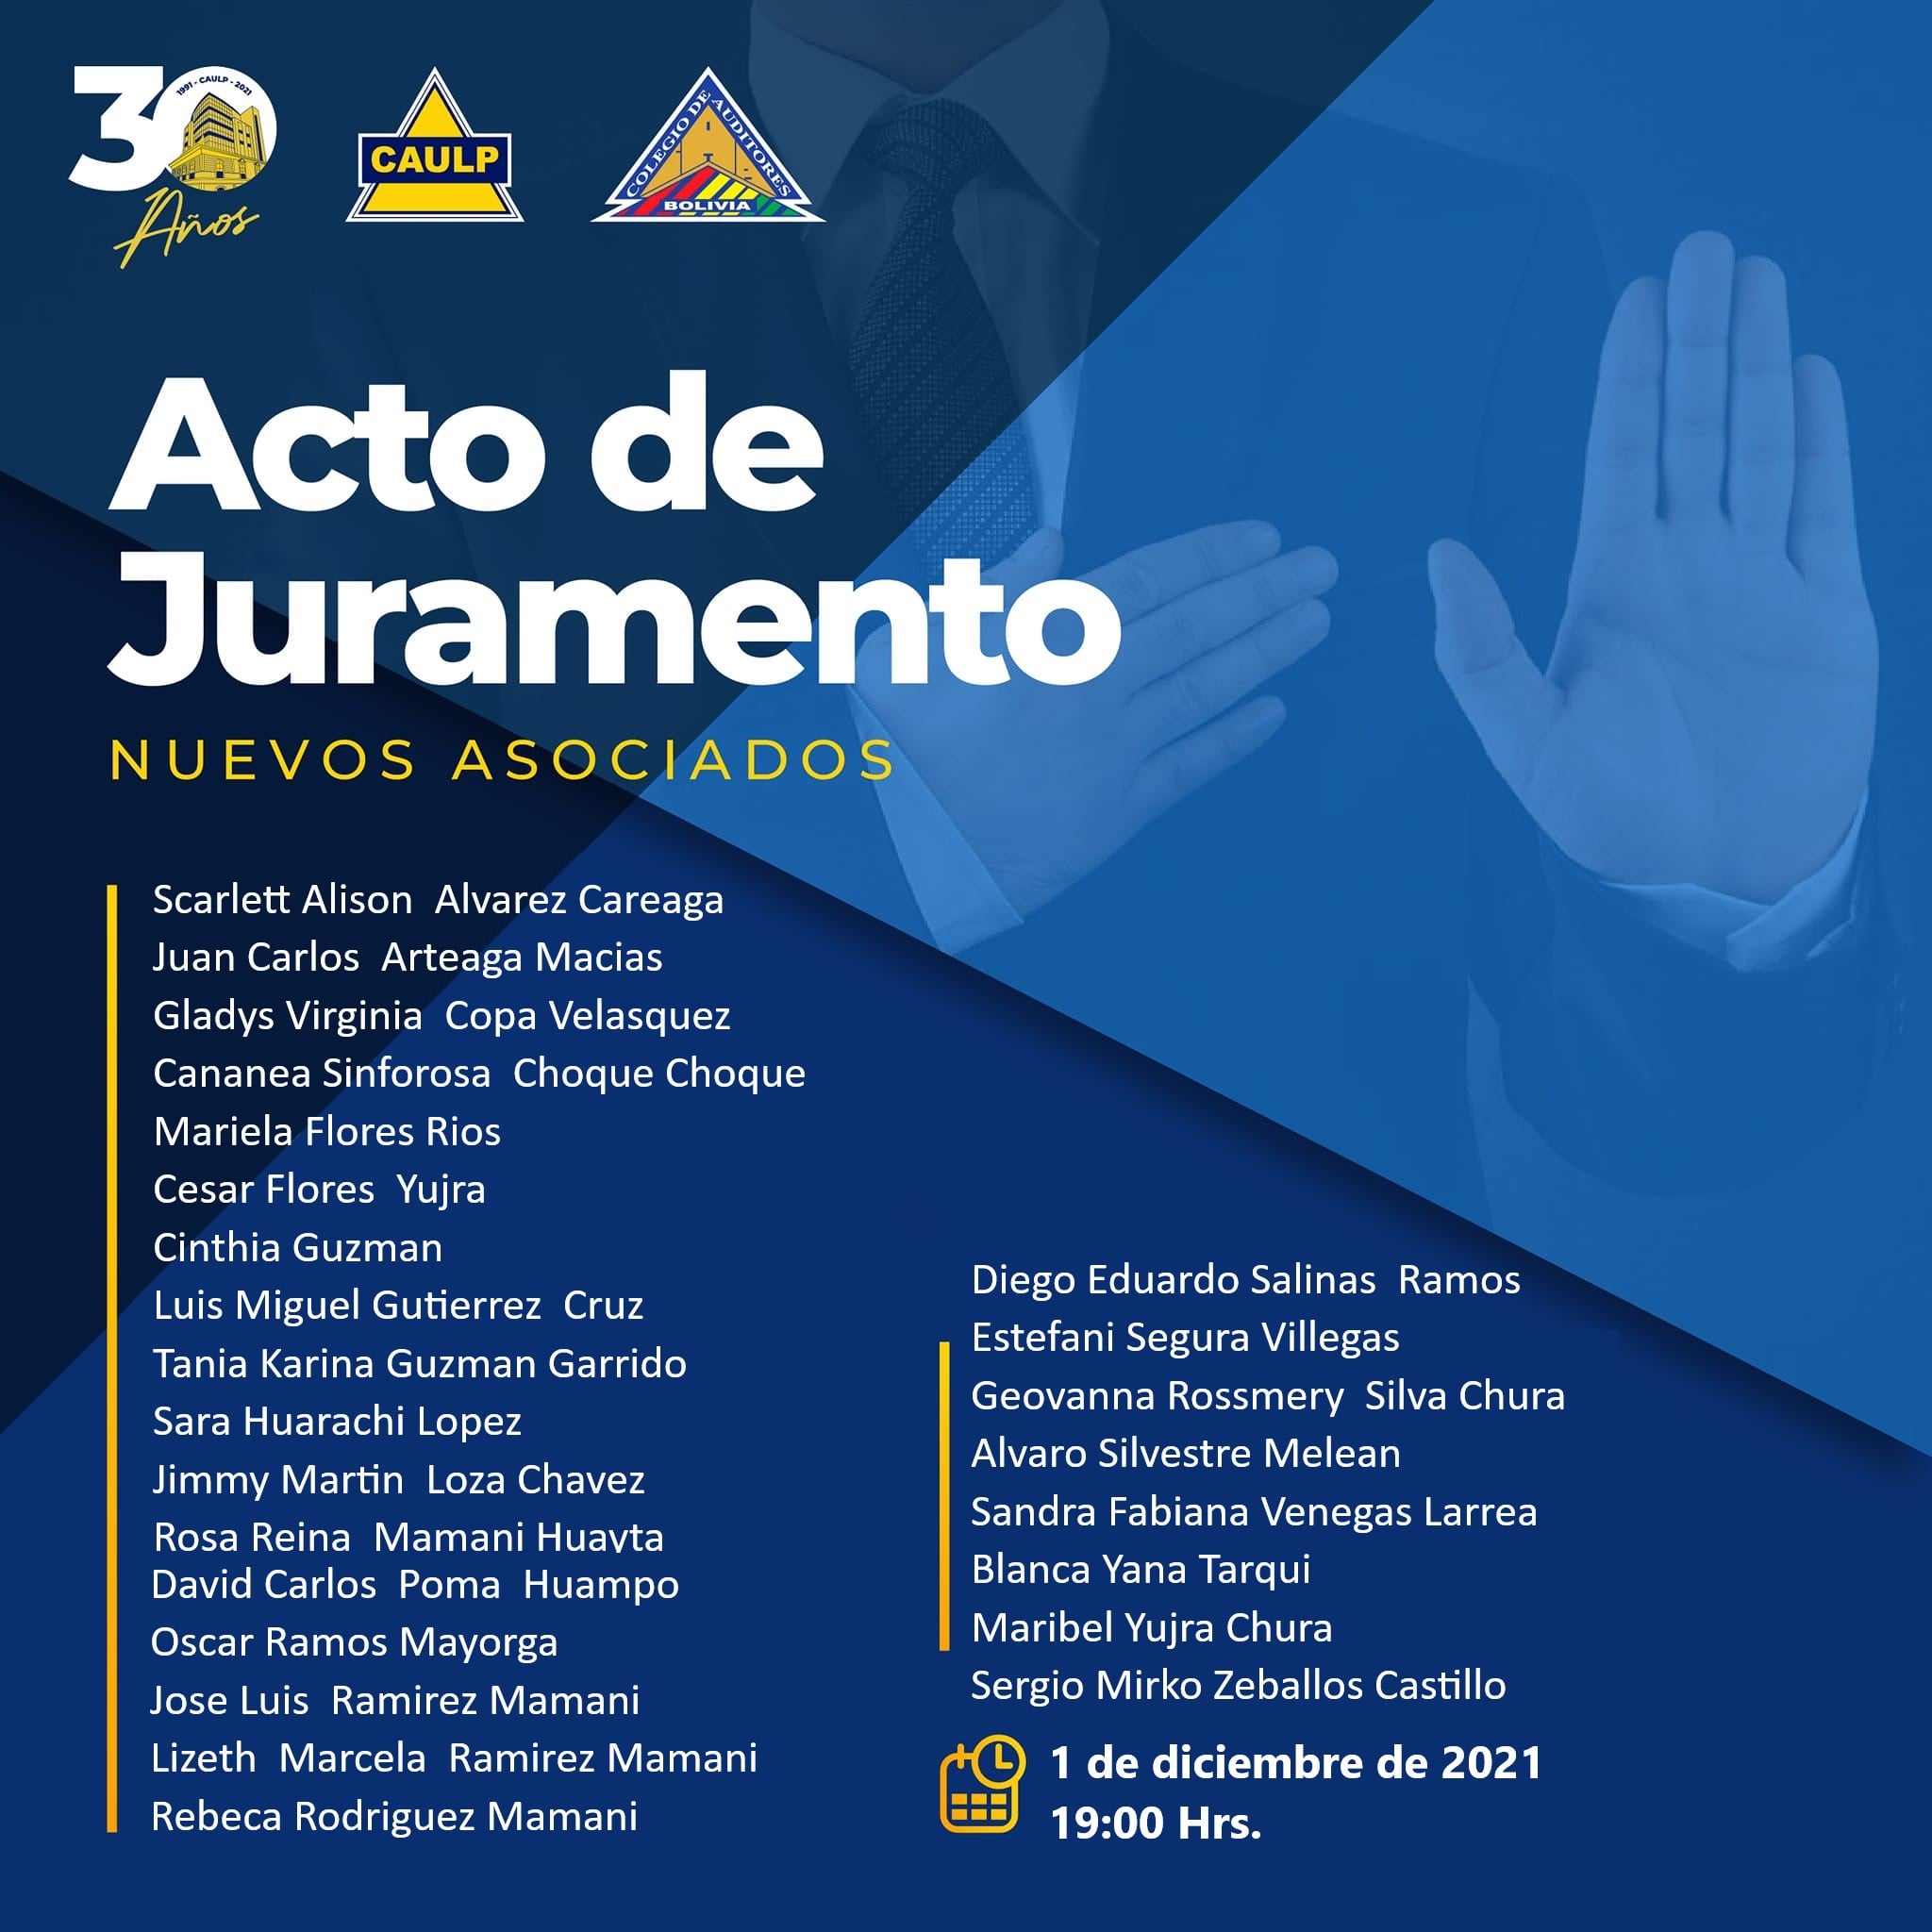 30
1991 - CAULP - 2021
Años
CAULP
COLEGIO DE AUDITORES
BOLIVIA
Acto de
Juramento
NUEVOS ASOCIADOS
Scarlett Alison  Alvarez Careaga
Juan Carlos  Arteaga Macias
Gladys Virginia  Copa Velasquez
Cananea Sinforosa  Choque Choque
Mariela Flores Rios
Cesar Flores  Yujra
Cinthia Guzman
Luis Miguel Gutierrez  Cruz
Tania Karina Guzman Garrido
Sara Huarachi Lopez
Jimmy Martin  Loza Chavez
Rosa Reina  Mamani Huayta
David Carlos  Poma  Huampo
Oscar Ramos Mayorga
Jose Luis  Ramirez Mamani
Lizeth  Marcela  Ramirez Mamani
Rebeca Rodriguez Mamani
Diego Eduardo Salinas  Ramos
Estefani Segura Villegas
Geovanna Rossmery  Silva Chura
Alvaro Silvestre Melean
Sandra Fabiana Venegas Larrea
Blanca Yana Tarqui
Maribel Yujra Chura
Sergio Mirko Zeballos Castillo
1 de diciembre de 2021
19:00 Hrs.